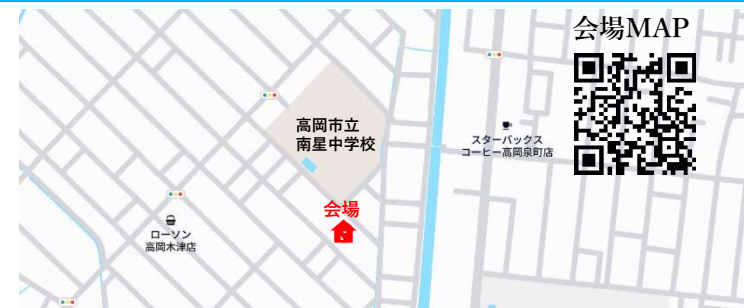 会場MAP
高岡市立
南星中学校
スターバックス
コーヒー高岡泉町店
会場
ローソン
高岡木津店